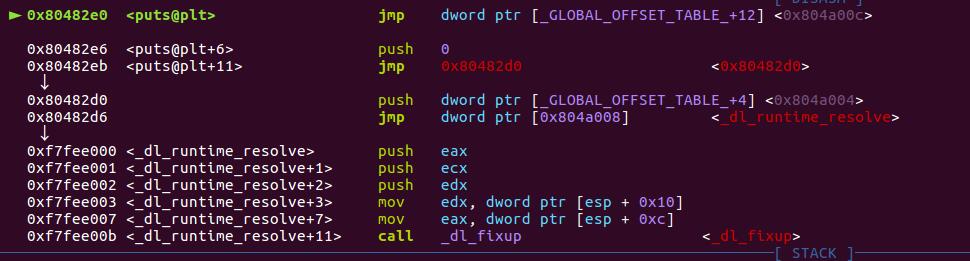 [ DISASM ]
► 0x80482e0 <puts@plt> jmp dword ptr [_GLOBAL_OFFSET_TABLE_+12] <0x804a00c>
0x80482e6 <puts@plt+6> push 0
0x80482eb <puts@plt+11> jmp 0x80482d0 <0x80482d0>
↓
0x80482d0 push dword ptr [_GLOBAL_OFFSET_TABLE_+4] <0x804a004>
0x80482d6 jmp dword ptr [0x804a008] <_dl_runtime_resolve>
↓
0xf7fee000 <_dl_runtime_resolve> push eax
0xf7fee001 <_dl_runtime_resolve+1> push ecx
0xf7fee002 <_dl_runtime_resolve+2> push edx
0xf7fee003 <_dl_runtime_resolve+3> mov edx, dword ptr [esp + 0x10]
0xf7fee007 <_dl_runtime_resolve+7> mov eax, dword ptr [esp + 0xc]
0xf7fee00b <_dl_runtime_resolve+11> call _dl_fixup <_dl_fixup>
[ STACK ]